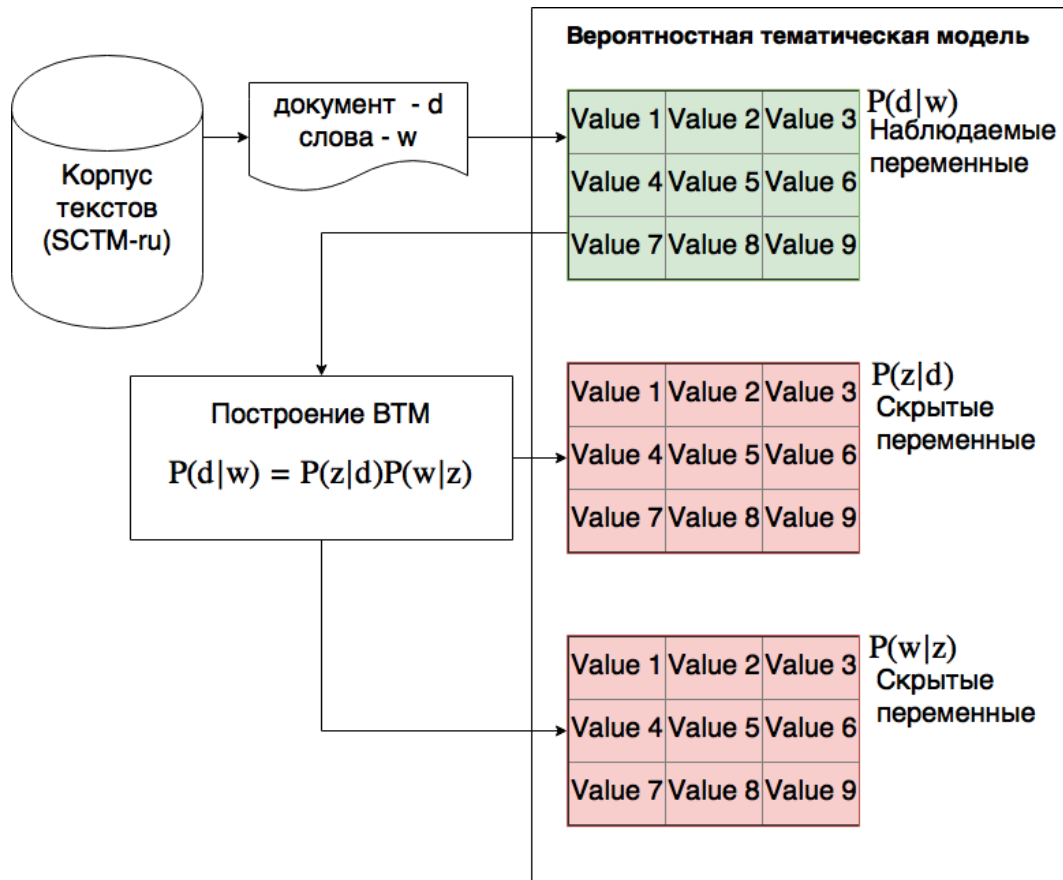 Вероятностная тематическая модель
Корпус
текстов
(SCTM-ru)
документ - d
слова - w
Value 1 Value 2 Value 3
Value 4 Value 5 Value 6
Value 7 Value 8 Value 9
P(d|w)
Наблюдаемые
переменные
Построение ВТМ
P(d|w) = P(z|d)P(w|z)
Value 1 Value 2 Value 3
Value 4 Value 5 Value 6
Value 7 Value 8 Value 9
P(z|d)
Скрытые
переменные
Value 1 Value 2 Value 3
Value 4 Value 5 Value 6
Value 7 Value 8 Value 9
P(w|z)
Скрытые
переменные